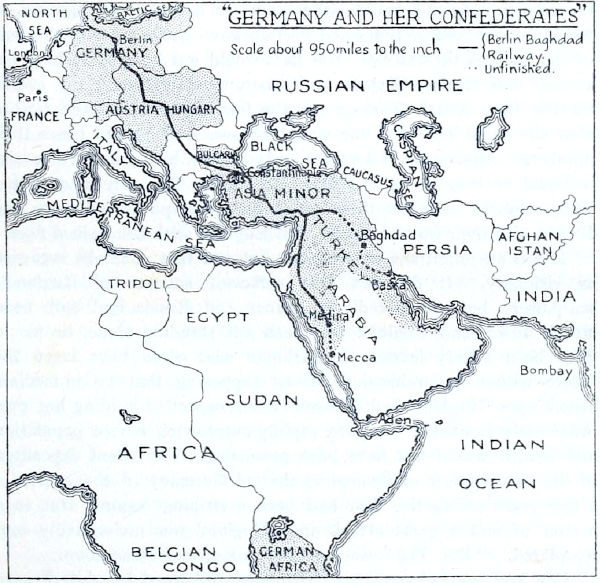 "GERMANY AND HER CONFEDERATES"
Scale about 950 miles to the inch
Berlin Baghdad
Railway.
Unfinished.
NORTH
SEA
BALTIC SEA
London
Berlin
GERMANY
RUSSIAN EMPIRE
Paris
FRANCE
AUSTRIA HUNGARY
ITALY
BULGARIA
BLACK
SEA
Constantinople
CAUCASUS
CASPIAN
SEA
ASIA MINOR
MEDITERRANEAN SEA
TURKEY
Baghdad
PERSIA
AFGHAN-
ISTAN
Basra
INDIA
TRIPOLI
EGYPT
ARABIA
Medina
Mecca
Bombay
SUDAN
Aden
AFRICA
INDIAN
OCEAN
BELGIAN
CONGO
GERMAN
AFRICA